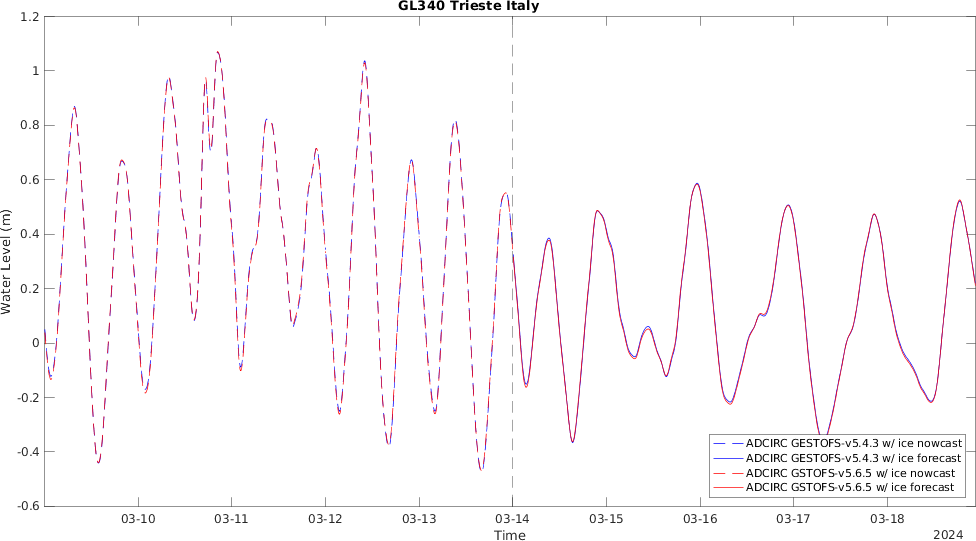 GL340 Trieste Italy
1.2
1
0.8
0.6
0.4
0.2
0
-0.2
-0.4
-0.6
Water Level (m)
03-10 03-11 03-12 03-13 03-14 03-15 03-16 03-17 03-18
Time
2024
ADCIRC GESTOFS-v5.4.3 w/ ice nowcast
ADCIRC GESTOFS-v5.4.3 w/ ice forecast
ADCIRC GSTOFS-v5.6.5 w/ ice nowcast
ADCIRC GSTOFS-v5.6.5 w/ ice forecast